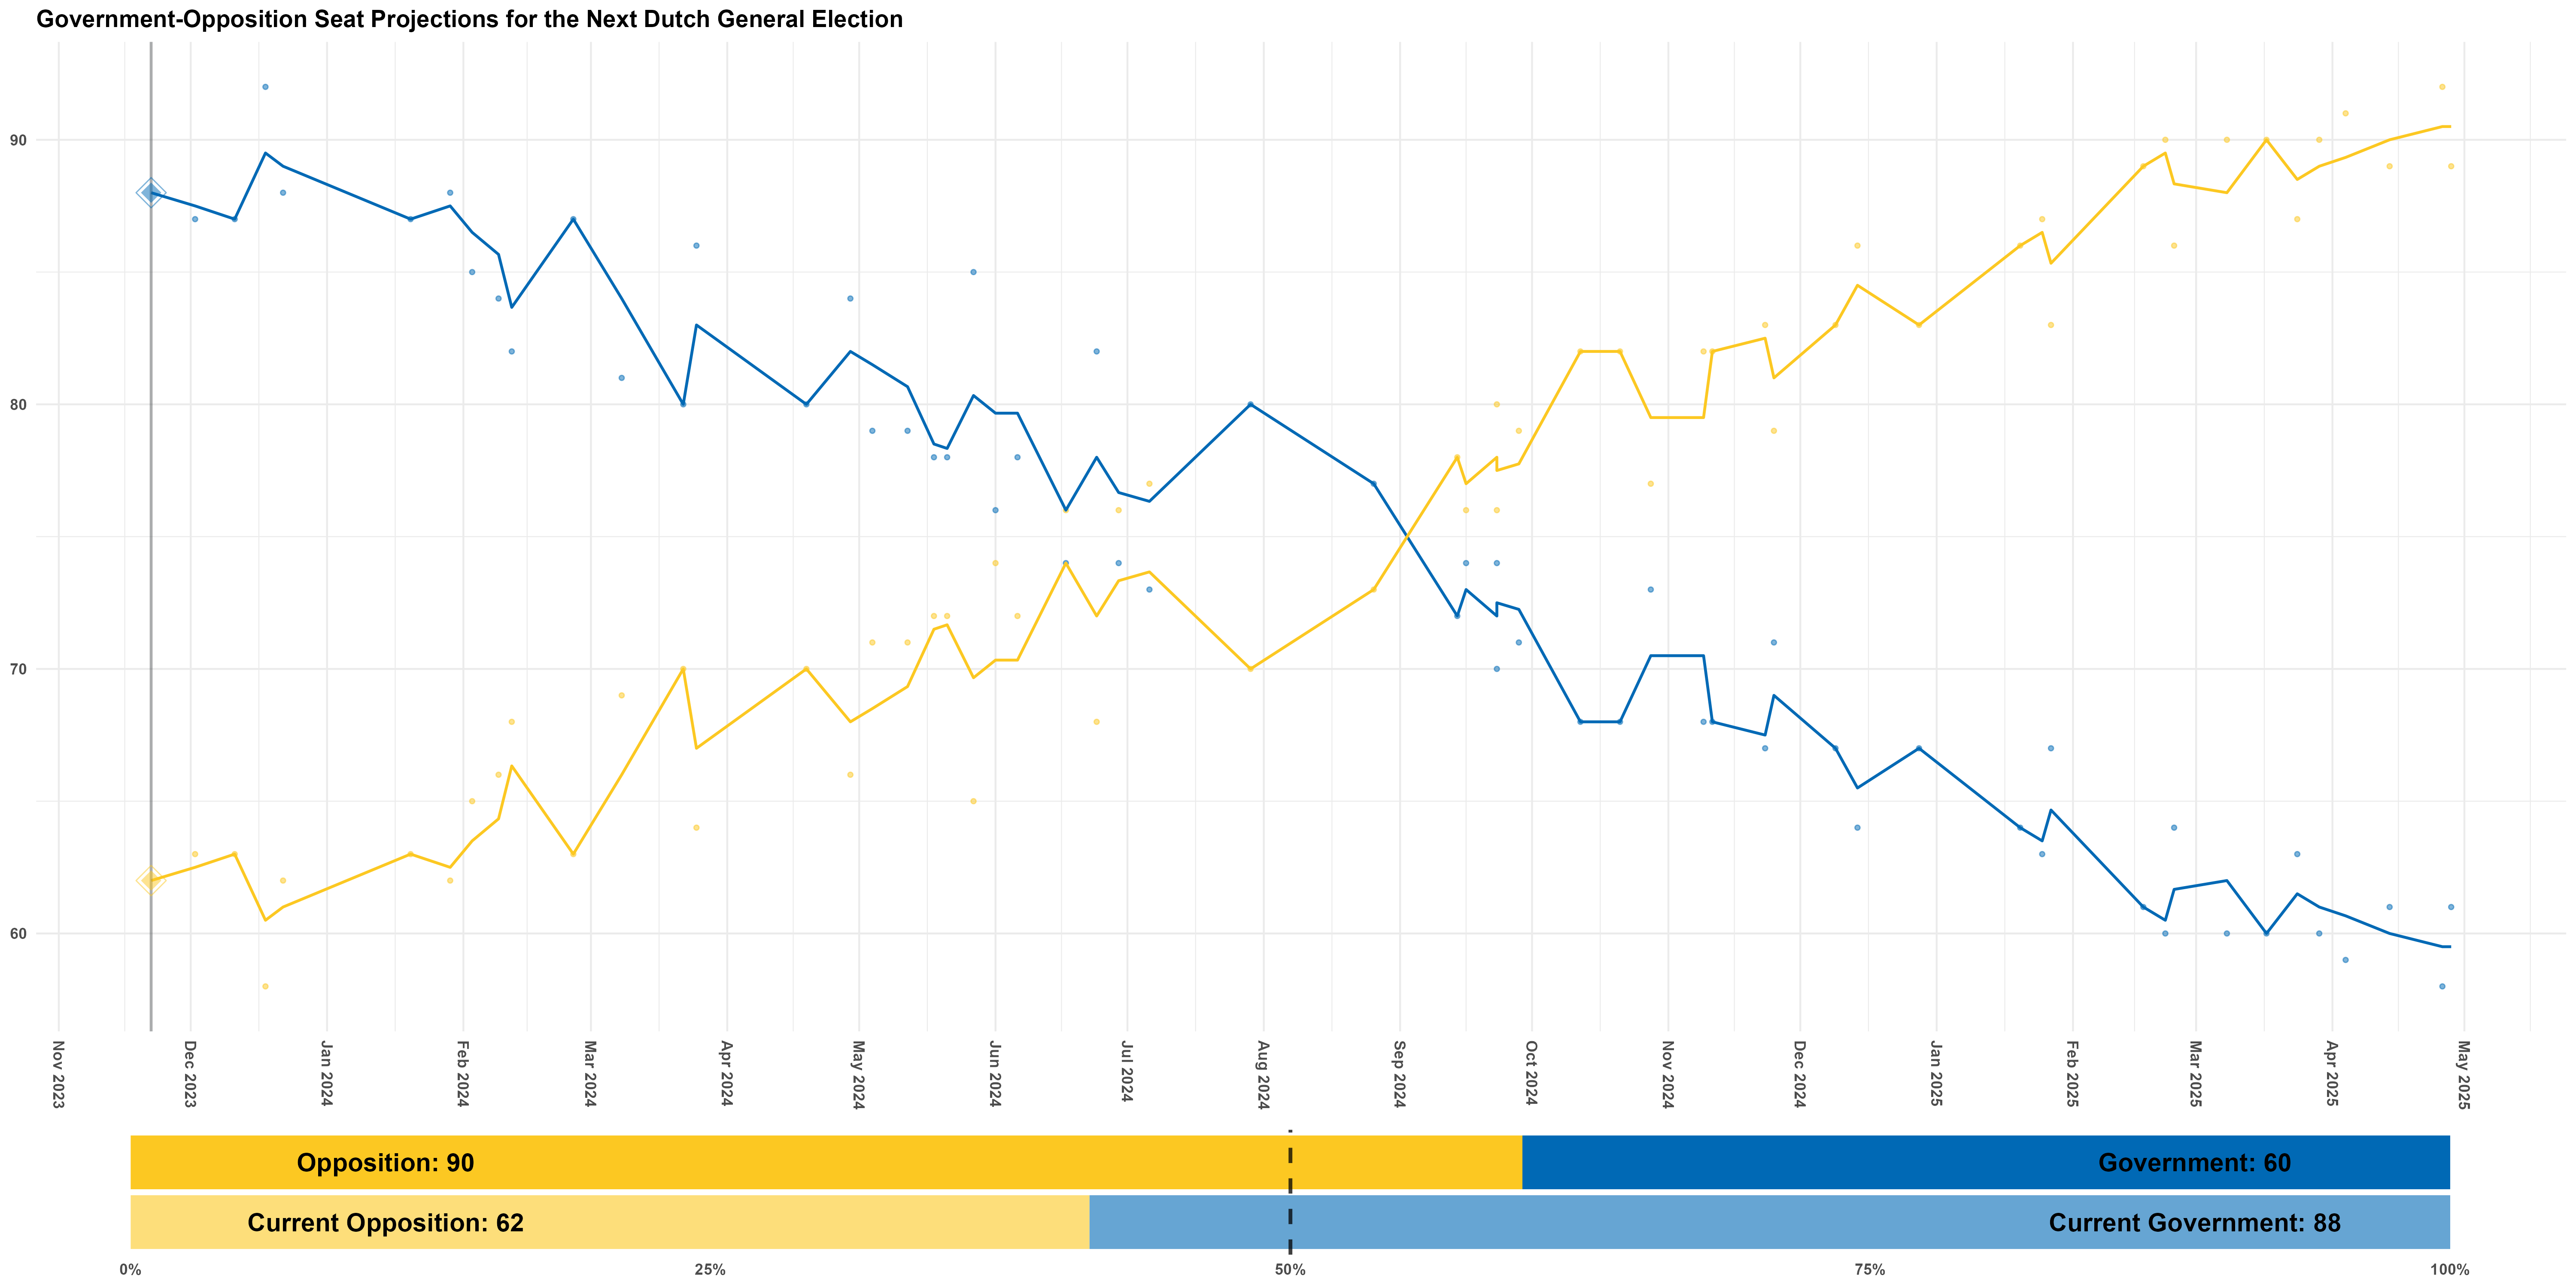 Government-Opposition Seat Projections for the Next Dutch General Election
90
80
70
60
Nov 2023
Dec 2023
Jan 2024
Feb 2024
Mar 2024
Apr 2024
May 2024
Jun 2024
Jul 2024
Aug 2024
Sep 2024
Oct 2024
Nov 2024
Dec 2024
Jan 2025
Feb 2025
Mar 2025
Apr 2025
May 2025
Opposition: 90
Government: 60
Current Opposition: 62
Current Government: 88
0%
25%
50%
75%
100%